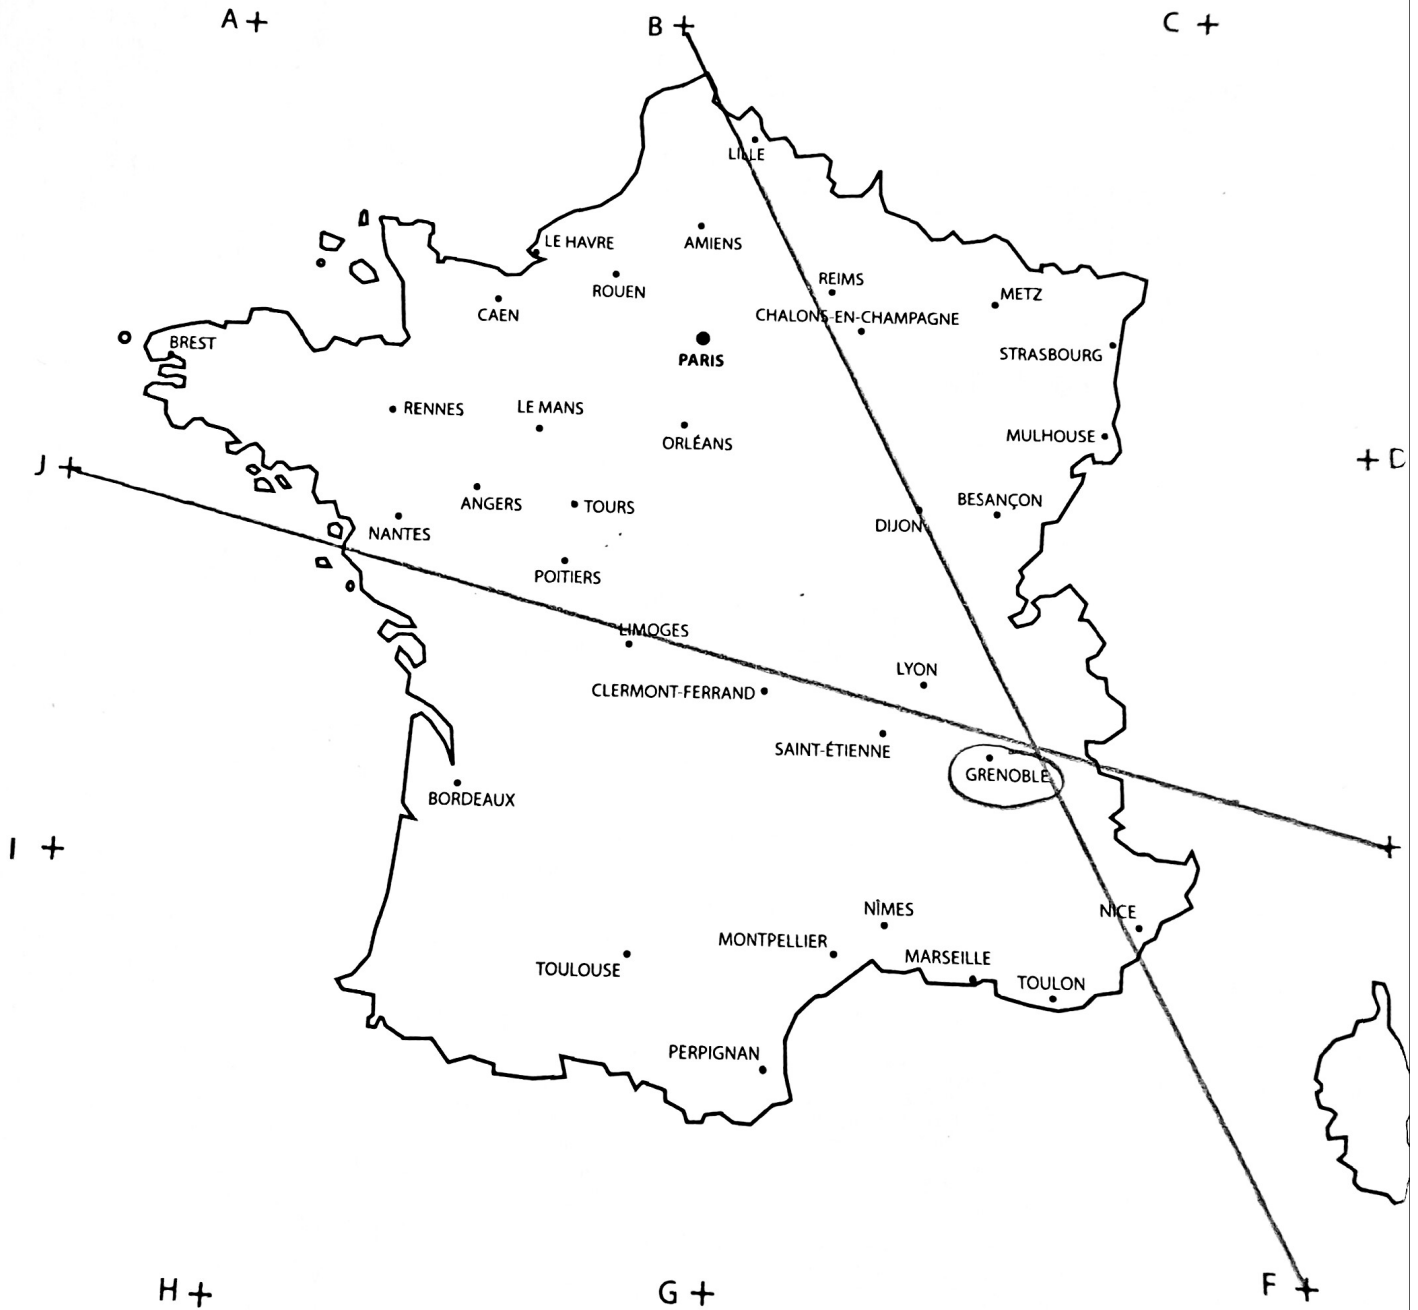 A
B
C
LILLE
LE HAVRE
AMIENS
ROUEN
REIMS
METZ
CAEN
CHALONS-EN-CHAMPAGNE
BREST
STRASBOURG
PARIS
RENNES
LE MANS
ORLÉANS
MULHOUSE
J
D
ANGERS
TOURS
BESANÇON
NANTES
DIJON
POITIERS
LIMOGES
LYON
CLERMONT-FERRAND
SAINT-ÉTIENNE
GRENOBLE
BORDEAUX
I
NÎMES
NICE
MONTPELLIER
MARSEILLE
TOULOUSE
TOULON
PERPIGNAN
H
G
F